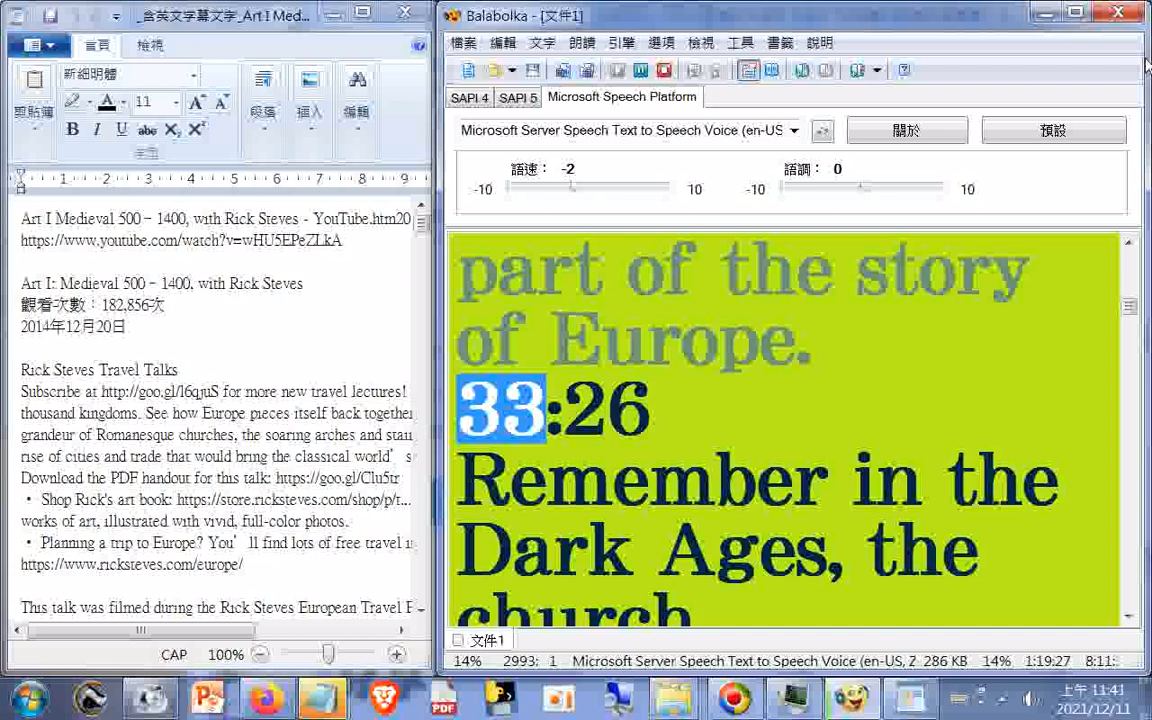 _含英文字幕文字_Art I Med...
首頁
檢視
新細明體
11
剪貼簿
段落
插入
編輯
B I U abc X₂ X²
字型
1 2 3 4 5 6 7 8 9
Art I Medieval 500–1400, with Rick Steves - YouTube.htm20
https://www.youtube.com/watch?v=wHU5EPeZLkA
Art I: Medieval 500–1400, with Rick Steves
觀看次數：182,856次
2014年12月20日
Rick Steves Travel Talks
Subscribe at http://goo.gl/l6qjuS for more new travel lectures!
thousand kingdoms. See how Europe pieces itself back together
grandeur of Romanesque churches, the soaring arches and stain
rise of cities and trade that would bring the classical world's
Download the PDF handout for this talk: https://goo.gl/Clu5tr
• Shop Rick's art book: https://store.ricksteves.com/shop/p/t...
works of art, illustrated with vivid, full-color photos.
• Planning a trip to Europe? You'll find lots of free travel
https://www.ricksteves.com/europe/
This talk was filmed during the Rick Steves European Travel F
CAP 100%
Balabolka - [文件1]
檔案 編輯 文字 朗讀 引擎 選項 檢視 工具 書籤 說明
SAPI 4 SAPI 5 Microsoft Speech Platform
Microsoft Server Speech Text to Speech Voice (en-US
關於
預設
語速： -2
語調： 0
-10 10 -10 10
part of the story
of Europe.
33:26
Remember in the
Dark Ages, the
church
文件1
14% 2993: 1 Microsoft Server Speech Text to Speech Voice (en-US, Z 286 KB 14% 1:19:27 8:11:
上午 11:41
2021/12/11